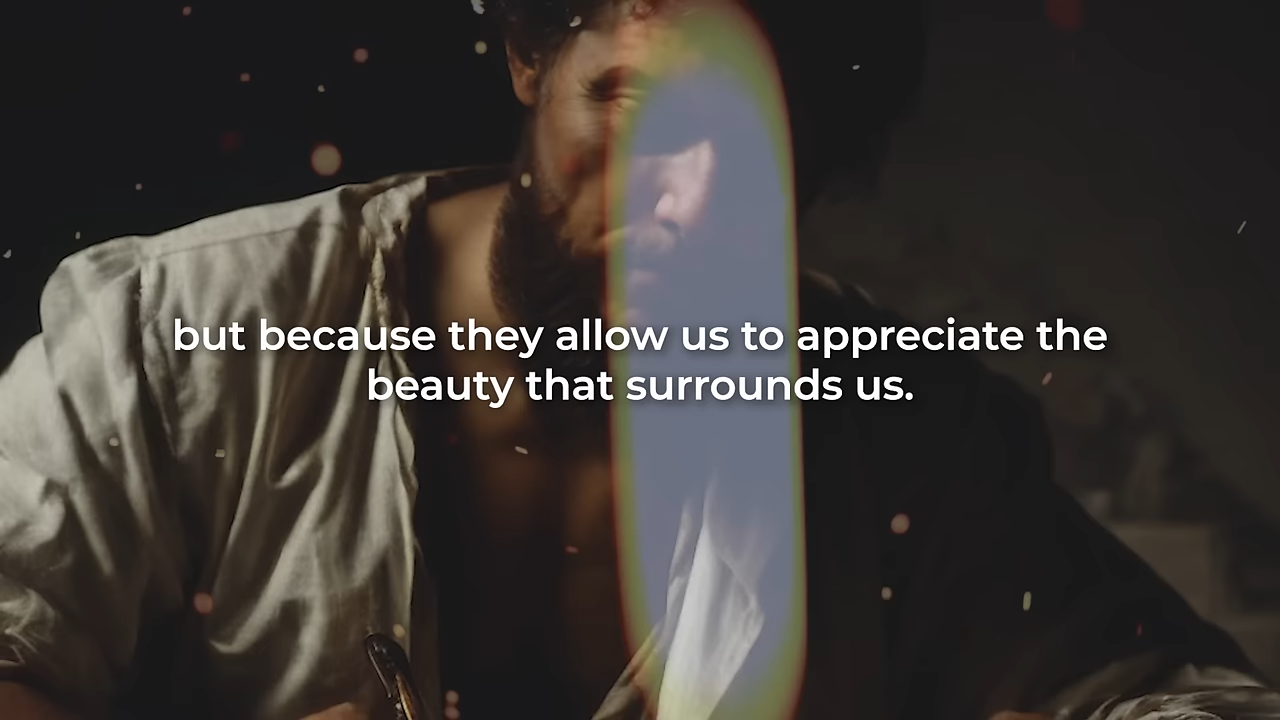 but because they allow us to appreciate the
beauty that surrounds us.